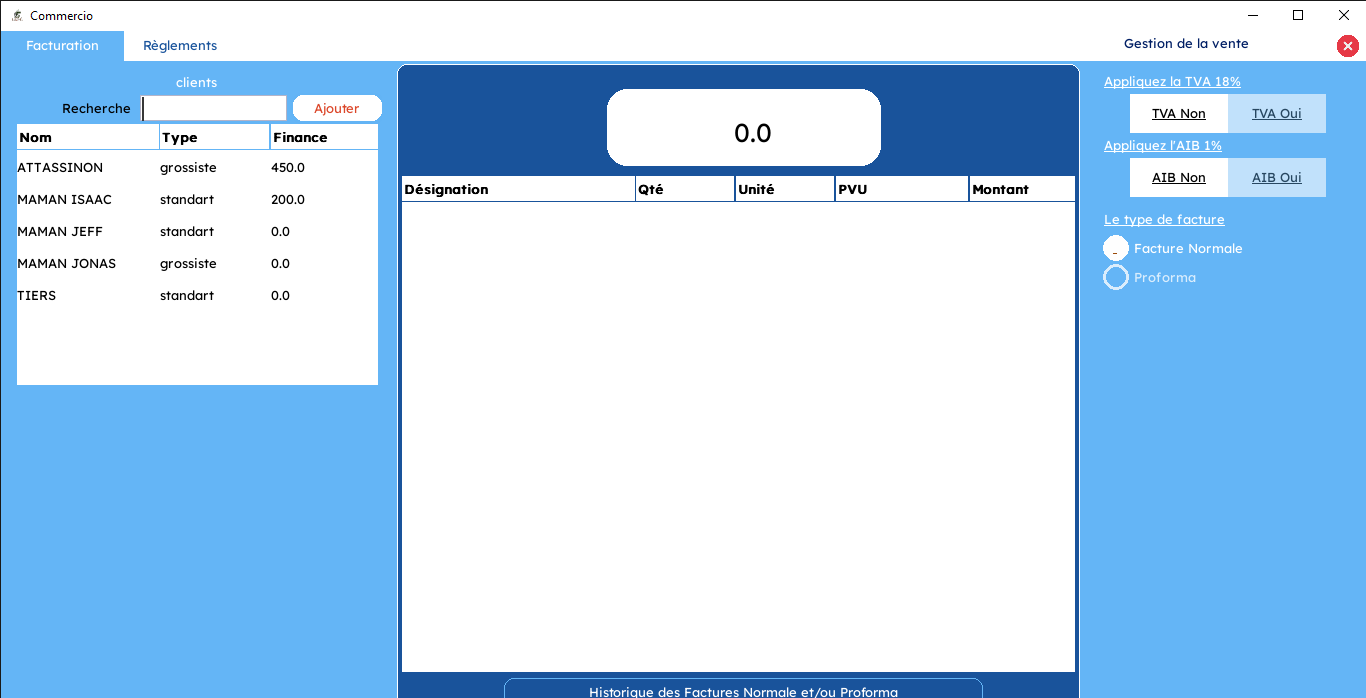 Commercio
Facturation Règlements Gestion de la vente
clients
Recherche Ajouter
Nom Type Finance
ATTASSINON grossiste 450.0
MAMAN ISAAC standart 200.0
MAMAN JEFF standart 0.0
MAMAN JONAS grossiste 0.0
TIERS standart 0.0
0.0
Désignation Qté Unité PVU Montant
Historique des Factures Normale et/ou Proforma
Appliquez la TVA 18%
TVA Non TVA Oui
Appliquez l'AIB 1%
AIB Non AIB Oui
Le type de facture
Facture Normale
Proforma